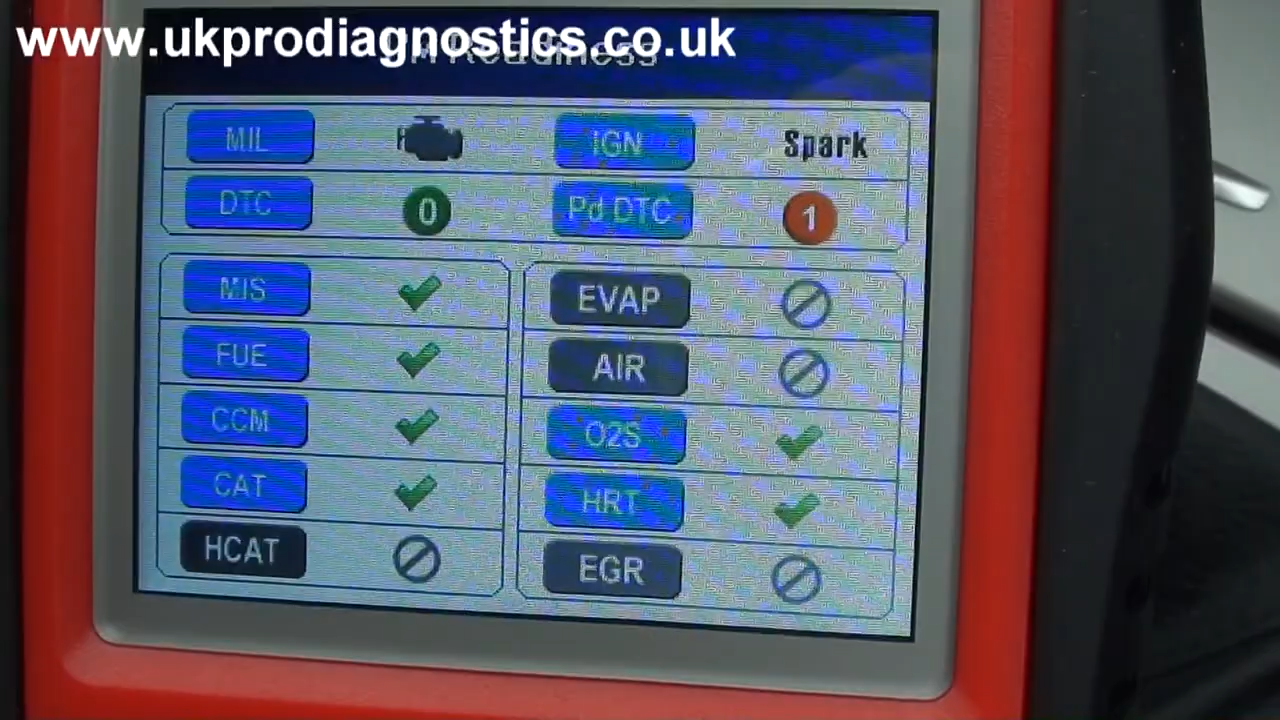 www.ukprodiagnostics.co.uk
Readiness
MIL IGN Spark
DTC 0 Pd DTC 1
MIS EVAP
FUE AIR
CCM O2S
CAT HRT
HCAT EGR